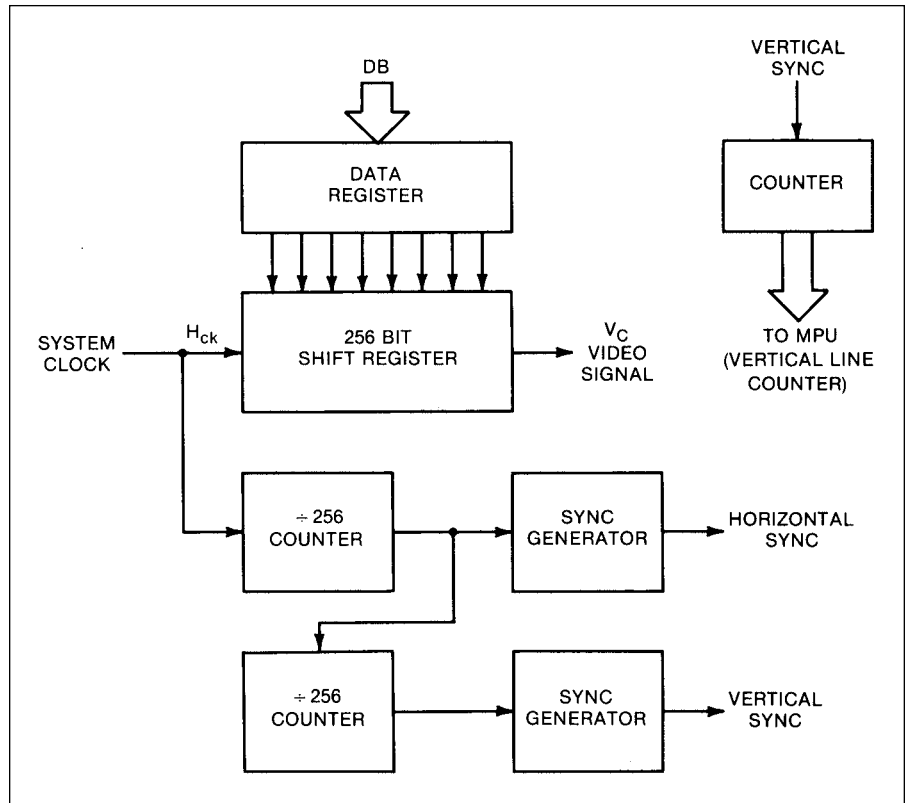 DB
VERTICAL
SYNC
DATA
REGISTER
COUNTER
SYSTEM
CLOCK
Hck
256 BIT
SHIFT REGISTER
VC
VIDEO
SIGNAL
TO MPU
(VERTICAL LINE
COUNTER)
÷ 256
COUNTER
SYNC
GENERATOR
HORIZONTAL
SYNC
÷ 256
COUNTER
SYNC
GENERATOR
VERTICAL
SYNC